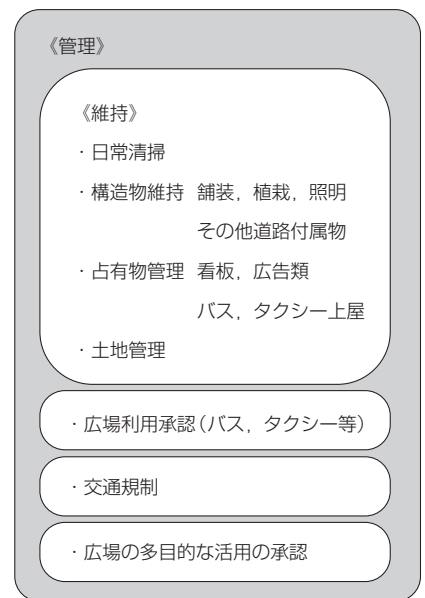 《管理》
《維持》
・日常清掃
・構造物維持 舗装，植栽，照明
その他道路付属物
・占有物管理 看板，広告類
バス，タクシー上屋
・土地管理
・広場利用承認（バス，タクシー等）
・交通規制
・広場の多目的な活用の承認